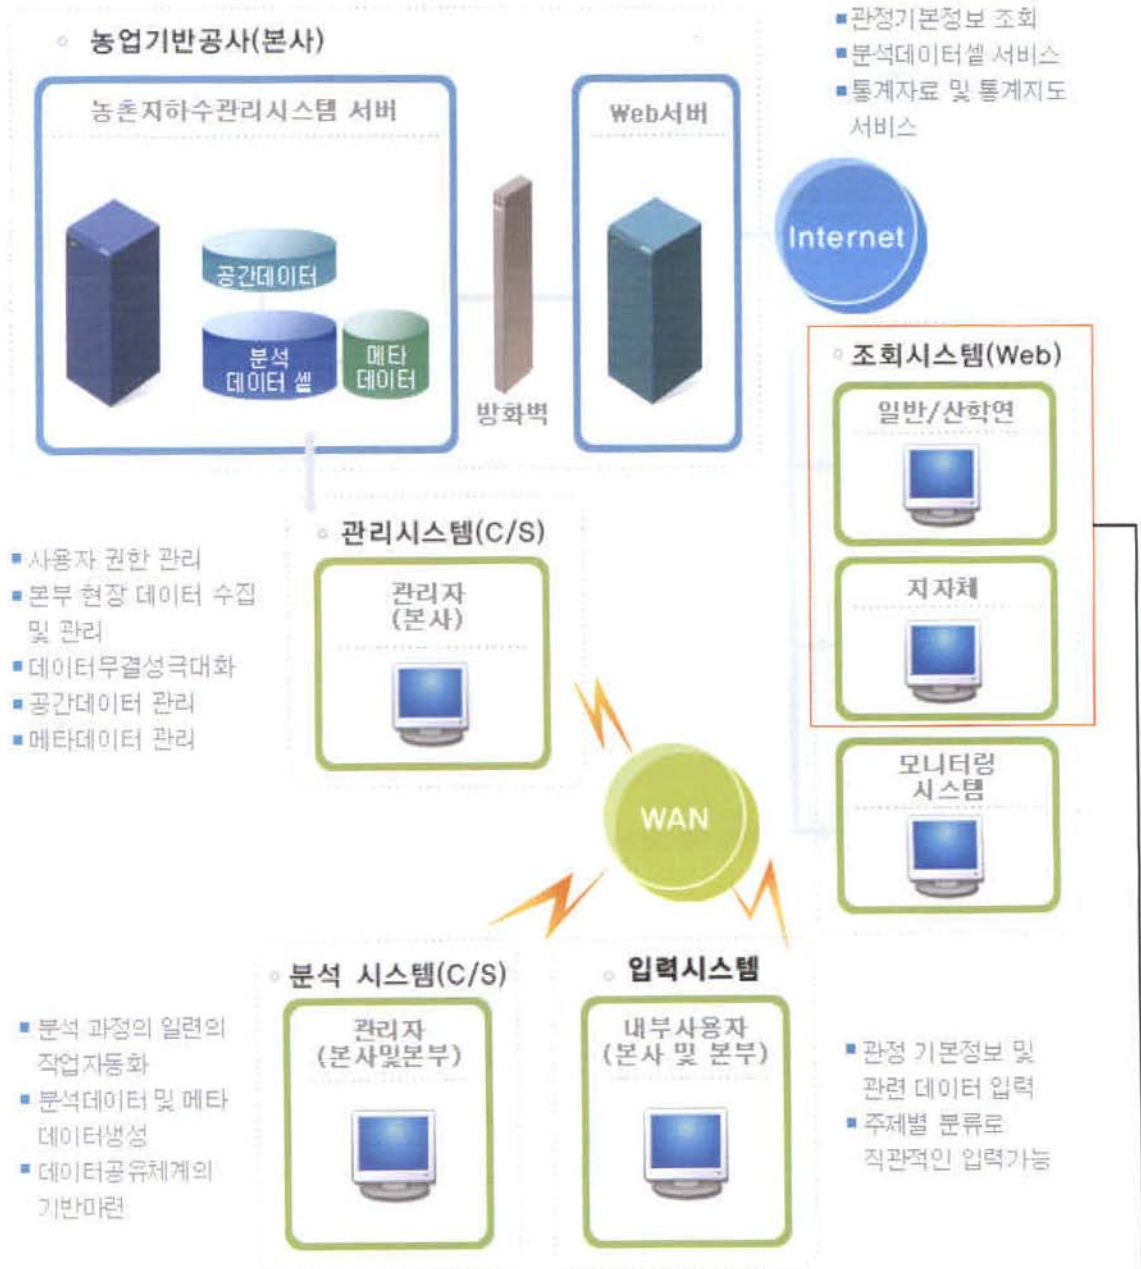 농업기반공사(본사)
농촌지하수관리시스템 서버
공간데이터
분석
데이터 셑
메타
데이터
방화벽
Web서버
■관정기본정보 조회
■분석데이터셑 서비스
■통계자료 및 통계지도
서비스
Internet
조회시스템(Web)
일반/산학연
지자체
모니터링
시스템
관리시스템(C/S)
관리자
(본사)
■사용자 권한 관리
■본부 현장 데이터 수집
및 관리
■데이터무결성극대화
■공간데이터 관리
■메타데이터 관리
WAN
분석 시스템(C/S)
관리자
(본사및본부)
■분석 과정의 일련의
작업자동화
■분석데이터 및 메타
데이터생성
■데이터공유체계의
기반마련
입력시스템
내부사용자
(본사 및 본부)
■관정 기본정보 및
관련 데이터 입력
■주제별 분류로
직관적인 입력가능